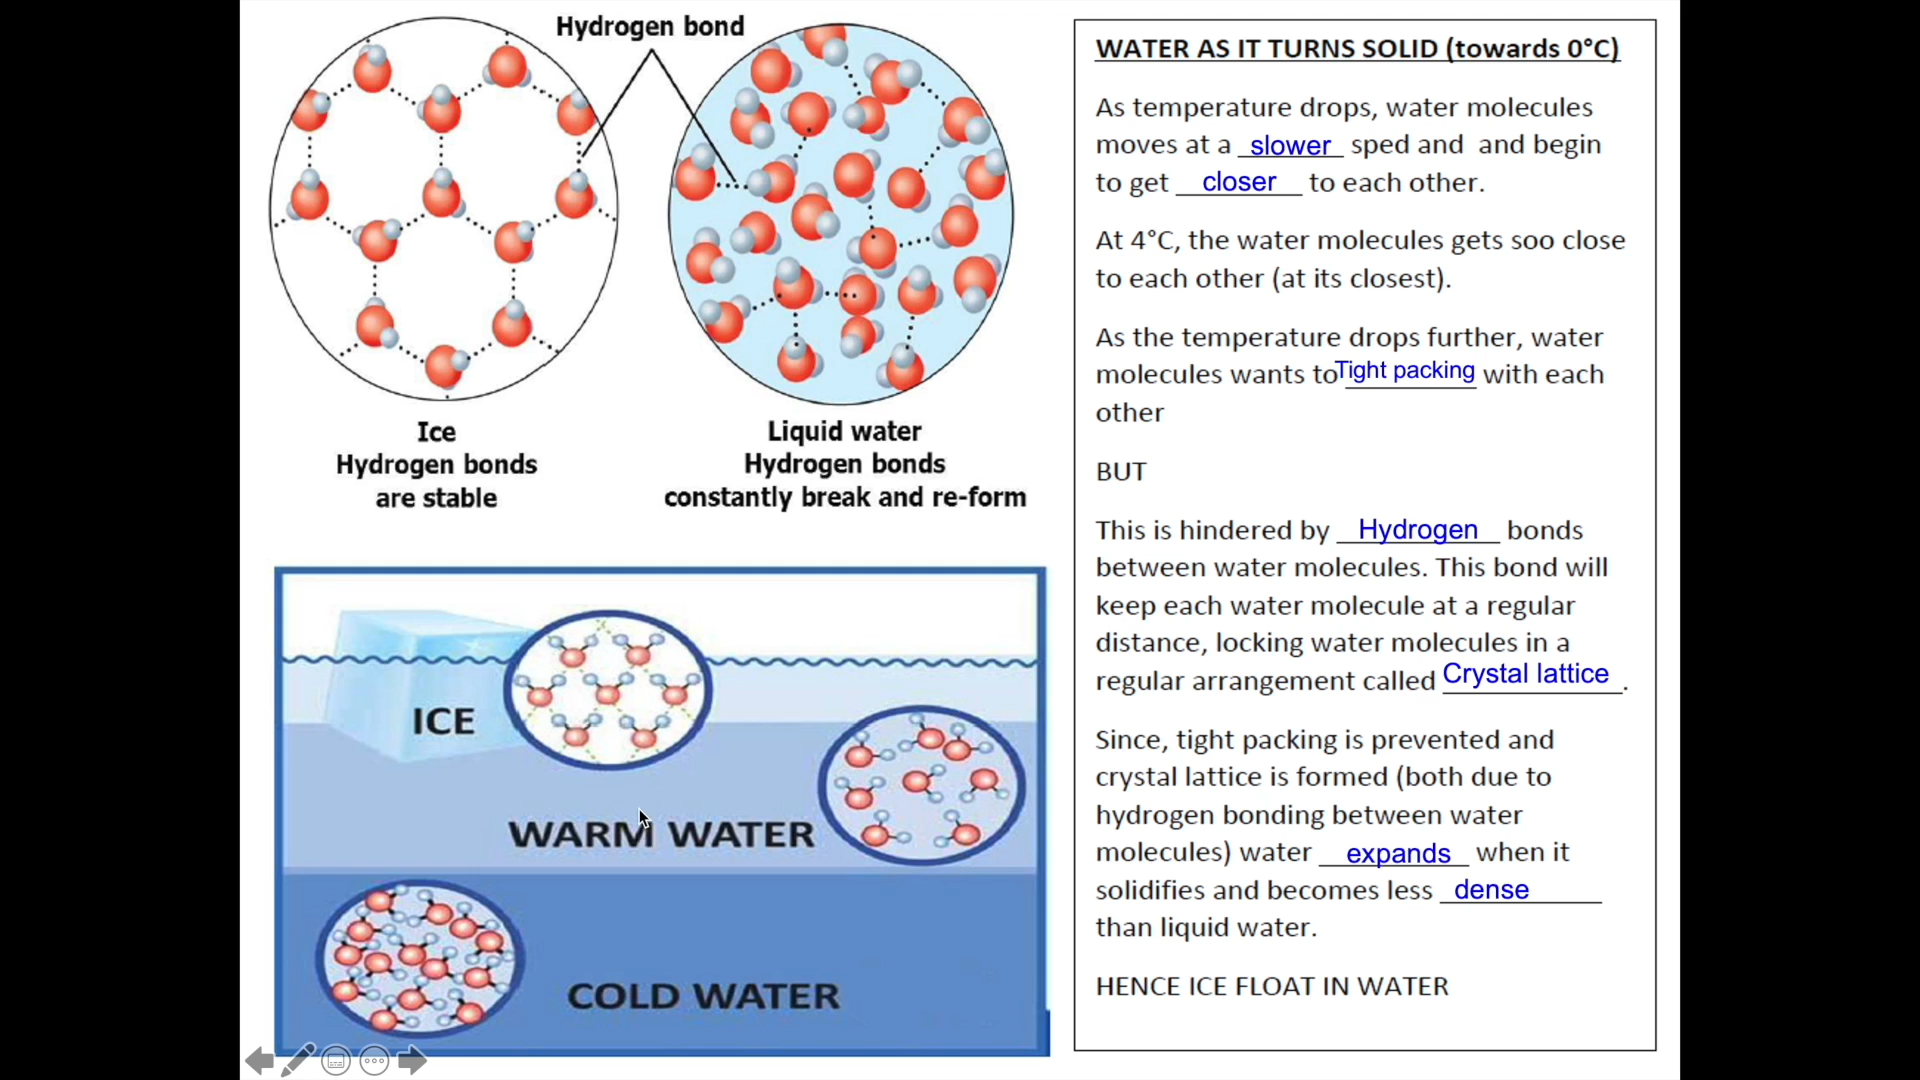 Hydrogen bond
Ice
Hydrogen bonds
are stable
Liquid water
Hydrogen bonds
constantly break and re-form
ICE
WARM WATER
COLD WATER
WATER AS IT TURNS SOLID (towards 0°C)
As temperature drops, water molecules
moves at a slower sped and and begin
to get closer to each other.
At 4°C, the water molecules gets soo close
to each other (at its closest).
As the temperature drops further, water
molecules wants to Tight packing with each
other
BUT
This is hindered by Hydrogen bonds
between water molecules. This bond will
keep each water molecule at a regular
distance, locking water molecules in a
regular arrangement called Crystal lattice.
Since, tight packing is prevented and
crystal lattice is formed (both due to
hydrogen bonding between water
molecules) water expands when it
solidifies and becomes less dense
than liquid water.
HENCE ICE FLOAT IN WATER